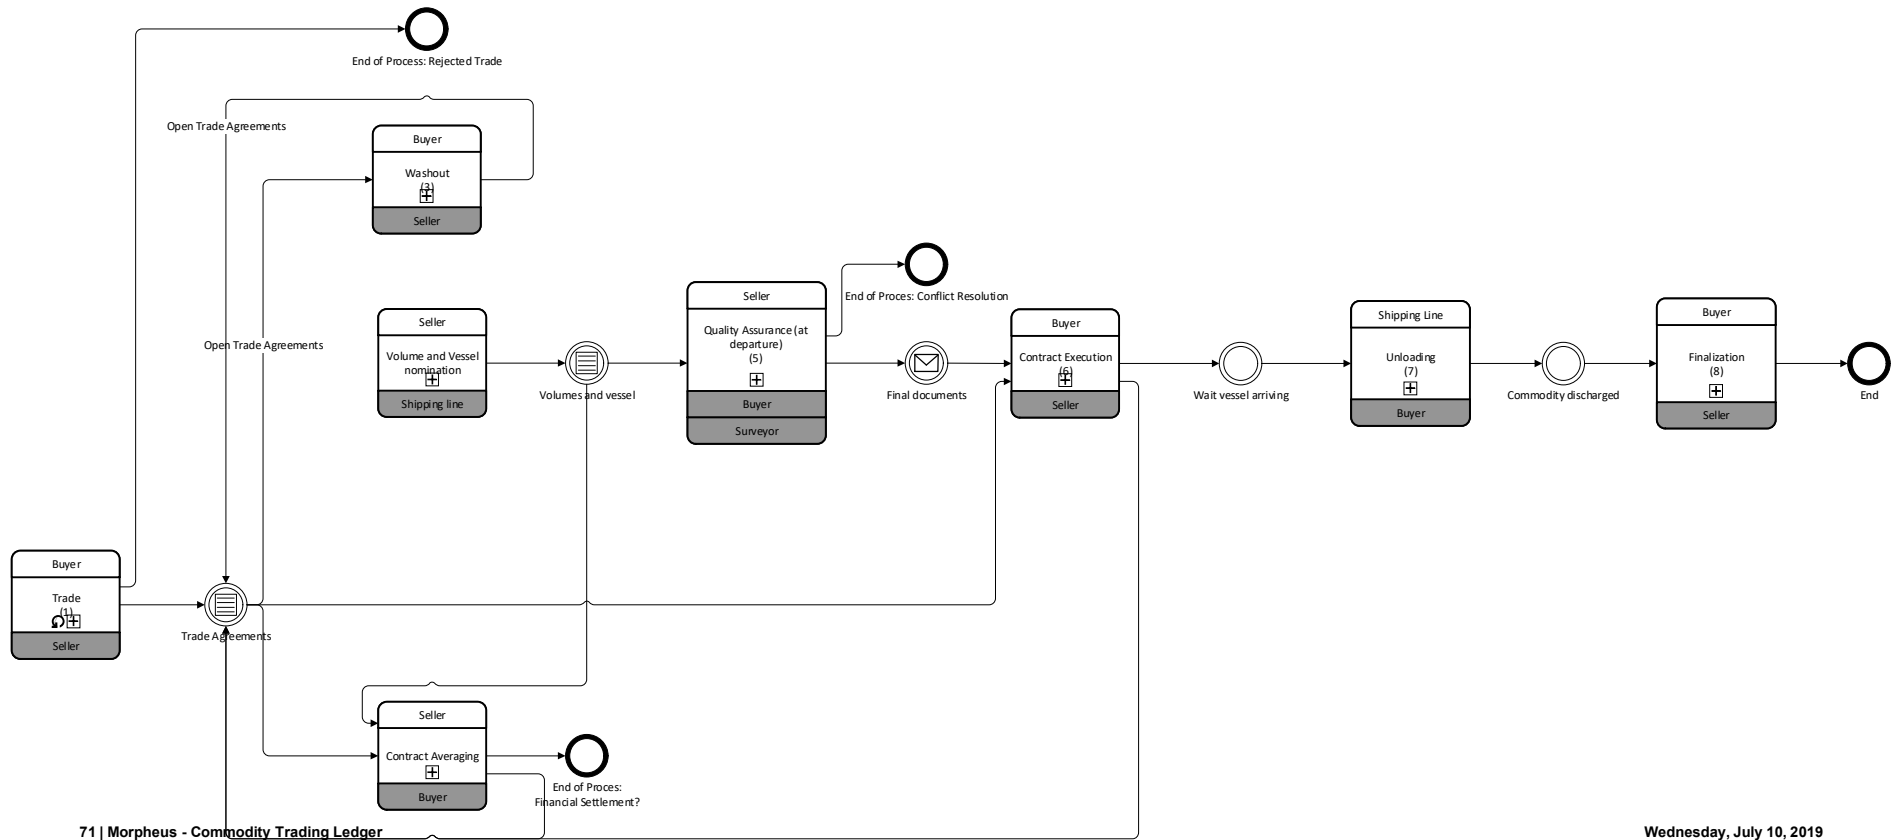 End of Process: Rejected Trade
Open Trade Agreements
Buyer
Washout
(3)
Seller
Open Trade Agreements
Seller
Volume and Vessel
nomination
Shipping line
Volumes and vessel
Seller
Quality Assurance (at
departure)
(5)
Buyer
Surveyor
End of Proces: Conflict Resolution
Final documents
Buyer
Contract Execution
(6)
Seller
Wait vessel arriving
Shipping Line
Unloading
(7)
Buyer
Commodity discharged
Buyer
Finalization
(8)
Seller
End
Buyer
Trade
(1)
Seller
Trade Agreements
Seller
Contract Averaging
Buyer
End of Proces:
Financial Settlement?
71 | Morpheus - Commodity Trading Ledger
Wednesday, July 10, 2019